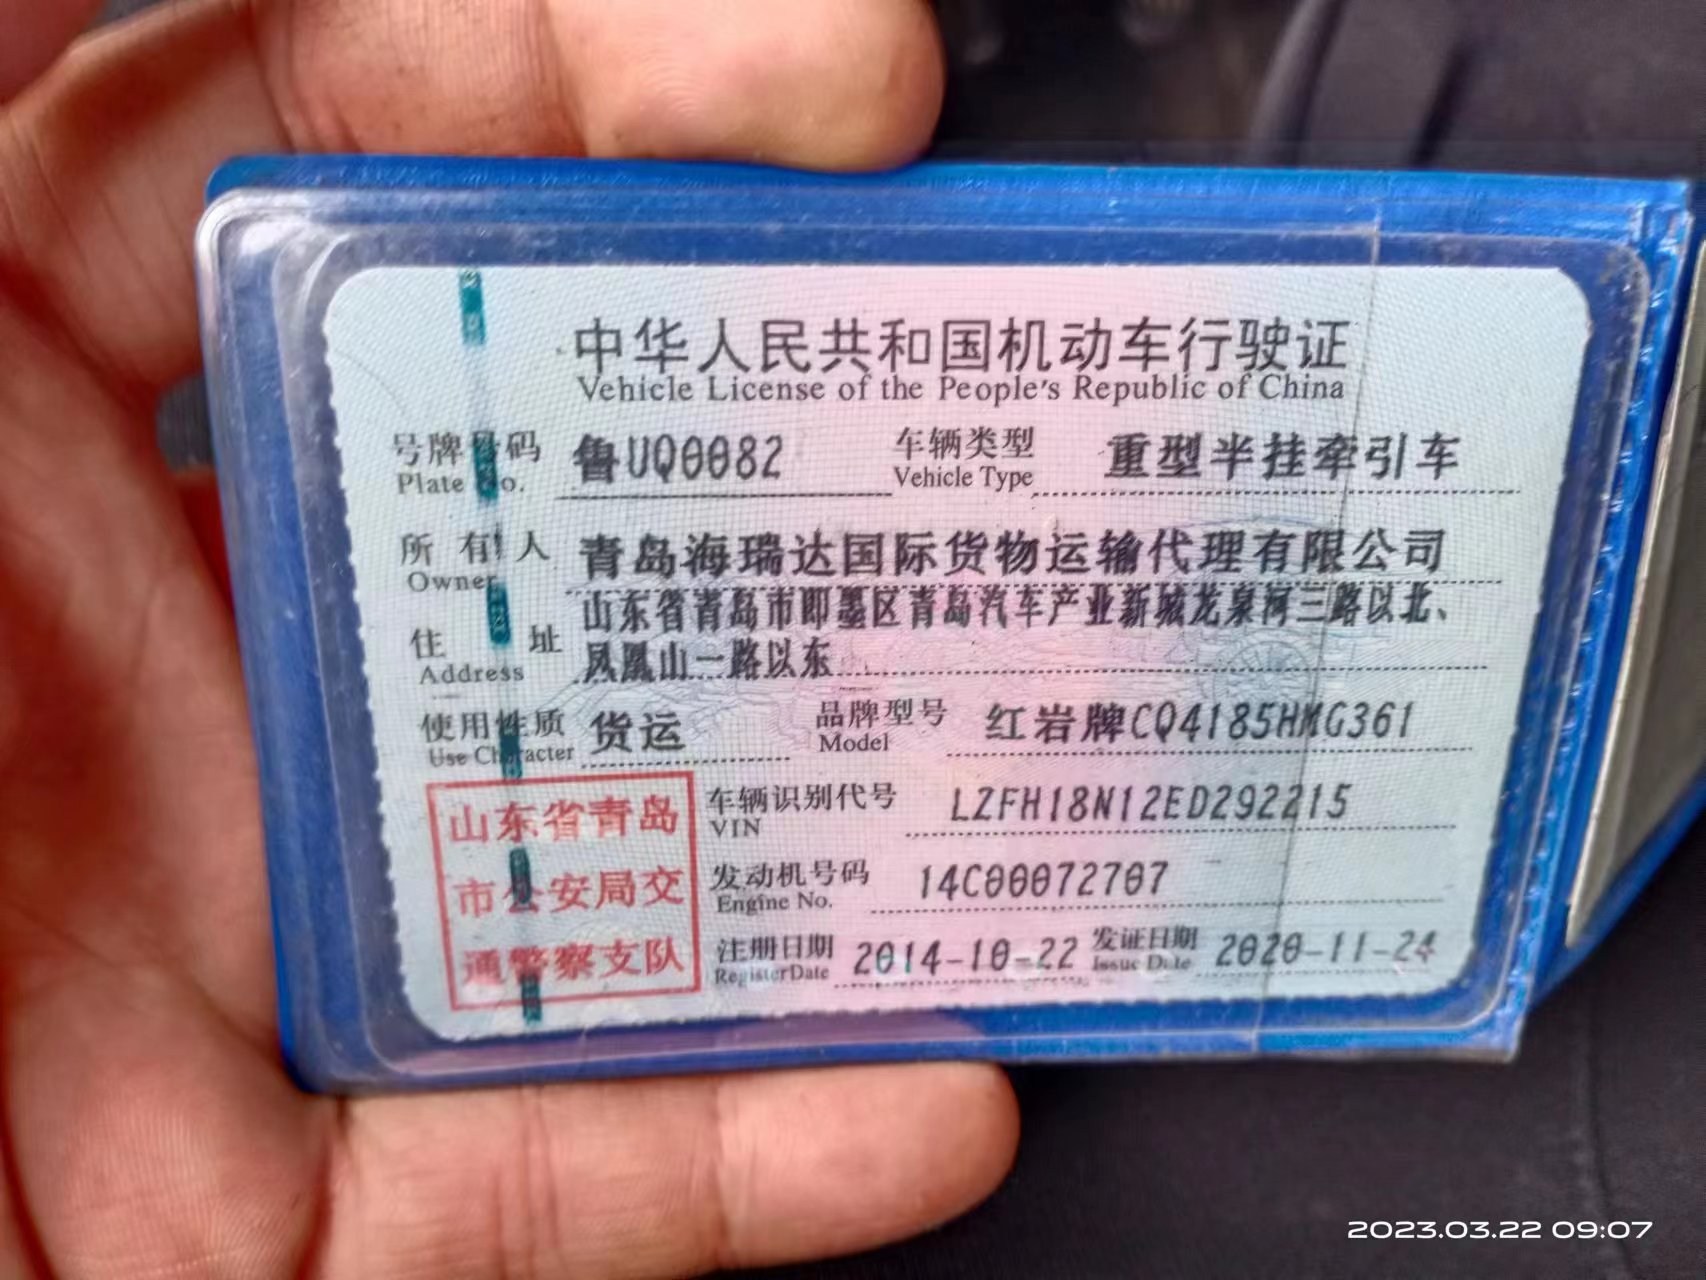 中华人民共和国机动车行驶证
Vehicle License of the People's Republic of China
号牌号码 鲁UQ0082 车辆类型 重型半挂牵引车
Plate No. Vehicle Type
所有人 青岛海瑞达国际货物运输代理有限公司
Owner
山东省青岛市即墨区青岛汽车产业新城龙泉河三路以北、
住址 凤凰山一路以东
Address
使用性质 货运 品牌型号 红岩牌CQ4185HMG361
Use Character Model
山东省青岛
市公安局交
通警察支队
车辆识别代号 LZFH18N12ED292215
VIN
发动机号码 14C00072707
Engine No.
注册日期 2014-10-22 发证日期 2020-11-24
Register Date Issue Date
2023.03.22 09:07